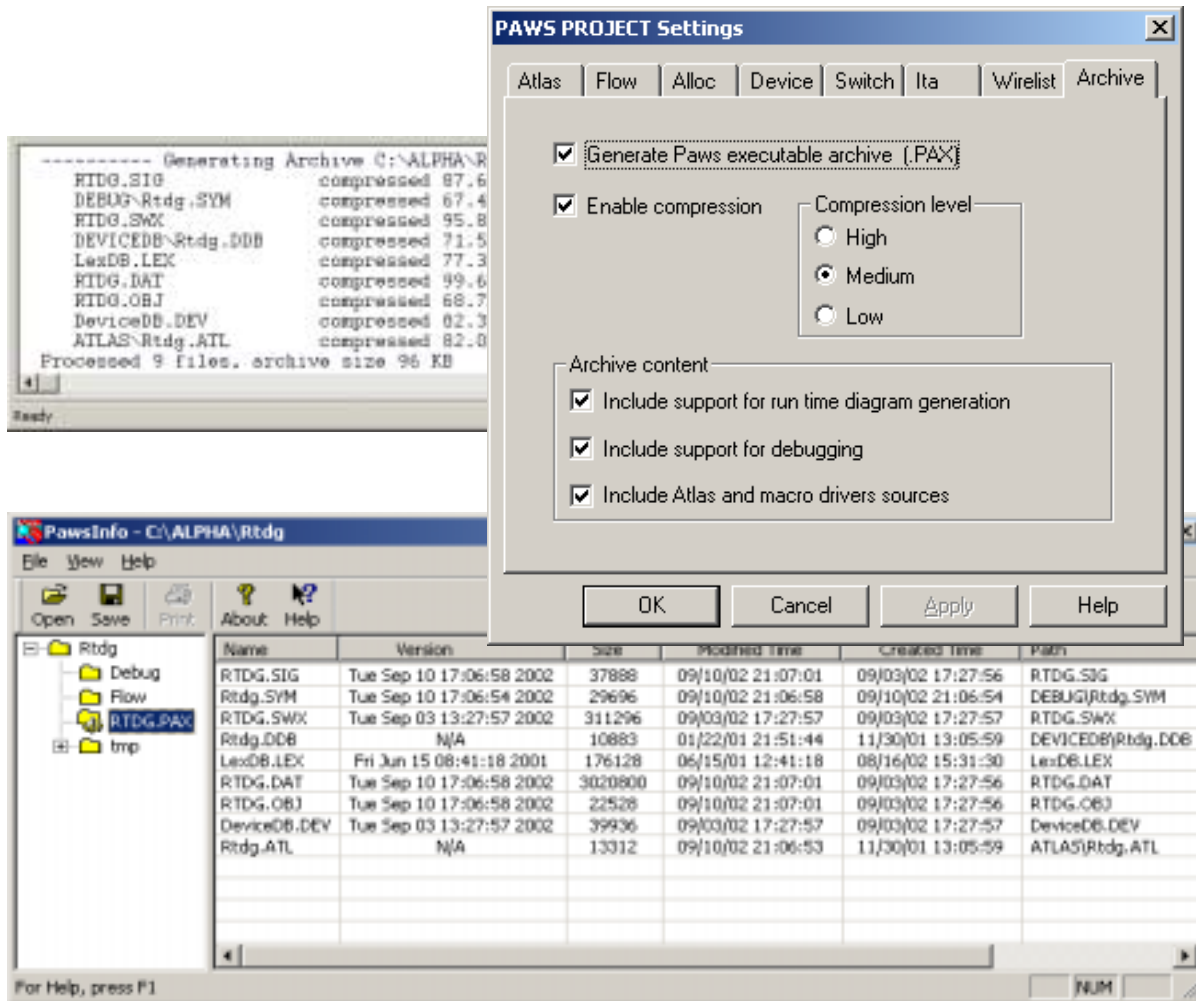 PAWS PROJECT Settings
Atlas Flow Alloc Device Switch Ita Wirelist Archive
Generate Paws executable archive (.PAX)
Enable compression
Compression level
High
Medium
Low
Archive content
Include support for run time diagram generation
Include support for debugging
Include Atlas and macro drivers sources
OK Cancel Apply Help
---------- Generating Archive C:\ALPHA\R
RTDG.SIG compressed 87.6
DEBUG\Rtdg.SYM compressed 67.4
RTDG.SWX compressed 95.8
DEVICEDB\Rtdg.DDB compressed 71.5
LexDB.LEX compressed 77.3
RTDG.DAT compressed 99.6
RTDG.OBJ compressed 68.7
DeviceDB.DEV compressed 82.3
ATLAS\Rtdg.ATL compressed 82.0
Processed 9 files, archive size 96 KB
Ready
PawsInfo - C:\ALPHA\Rtdg
File View Help
Open Save Print About Help
Rtdg
Debug
Flow
RTDG.PAX
tmp
Name Version Size Modified Time Created Time Path
RTDG.SIG Tue Sep 10 17:06:58 2002 37888 09/10/02 21:07:01 09/03/02 17:27:56 RTDG.SIG
Rtdg.SYM Tue Sep 10 17:06:54 2002 29696 09/10/02 21:06:58 09/10/02 21:06:54 DEBUG\Rtdg.SYM
RTDG.SWX Tue Sep 03 13:27:57 2002 311296 09/03/02 17:27:57 09/03/02 17:27:57 RTDG.SWX
Rtdg.DDB N/A 10883 01/22/01 21:51:44 11/30/01 13:05:59 DEVICEDB\Rtdg.DDB
LexDB.LEX Fri Jun 15 08:41:18 2001 176128 06/15/01 12:41:18 08/16/02 15:31:30 LexDB.LEX
RTDG.DAT Tue Sep 10 17:06:58 2002 3020800 09/10/02 21:07:01 09/03/02 17:27:56 RTDG.DAT
RTDG.OBJ Tue Sep 10 17:06:58 2002 22528 09/10/02 21:07:01 09/03/02 17:27:56 RTDG.OBJ
DeviceDB.DEV Tue Sep 03 13:27:57 2002 39936 09/03/02 17:27:57 09/03/02 17:27:57 DeviceDB.DEV
Rtdg.ATL N/A 13312 09/10/02 21:06:53 11/30/01 13:05:59 ATLAS\Rtdg.ATL
For Help, press F1
NUM